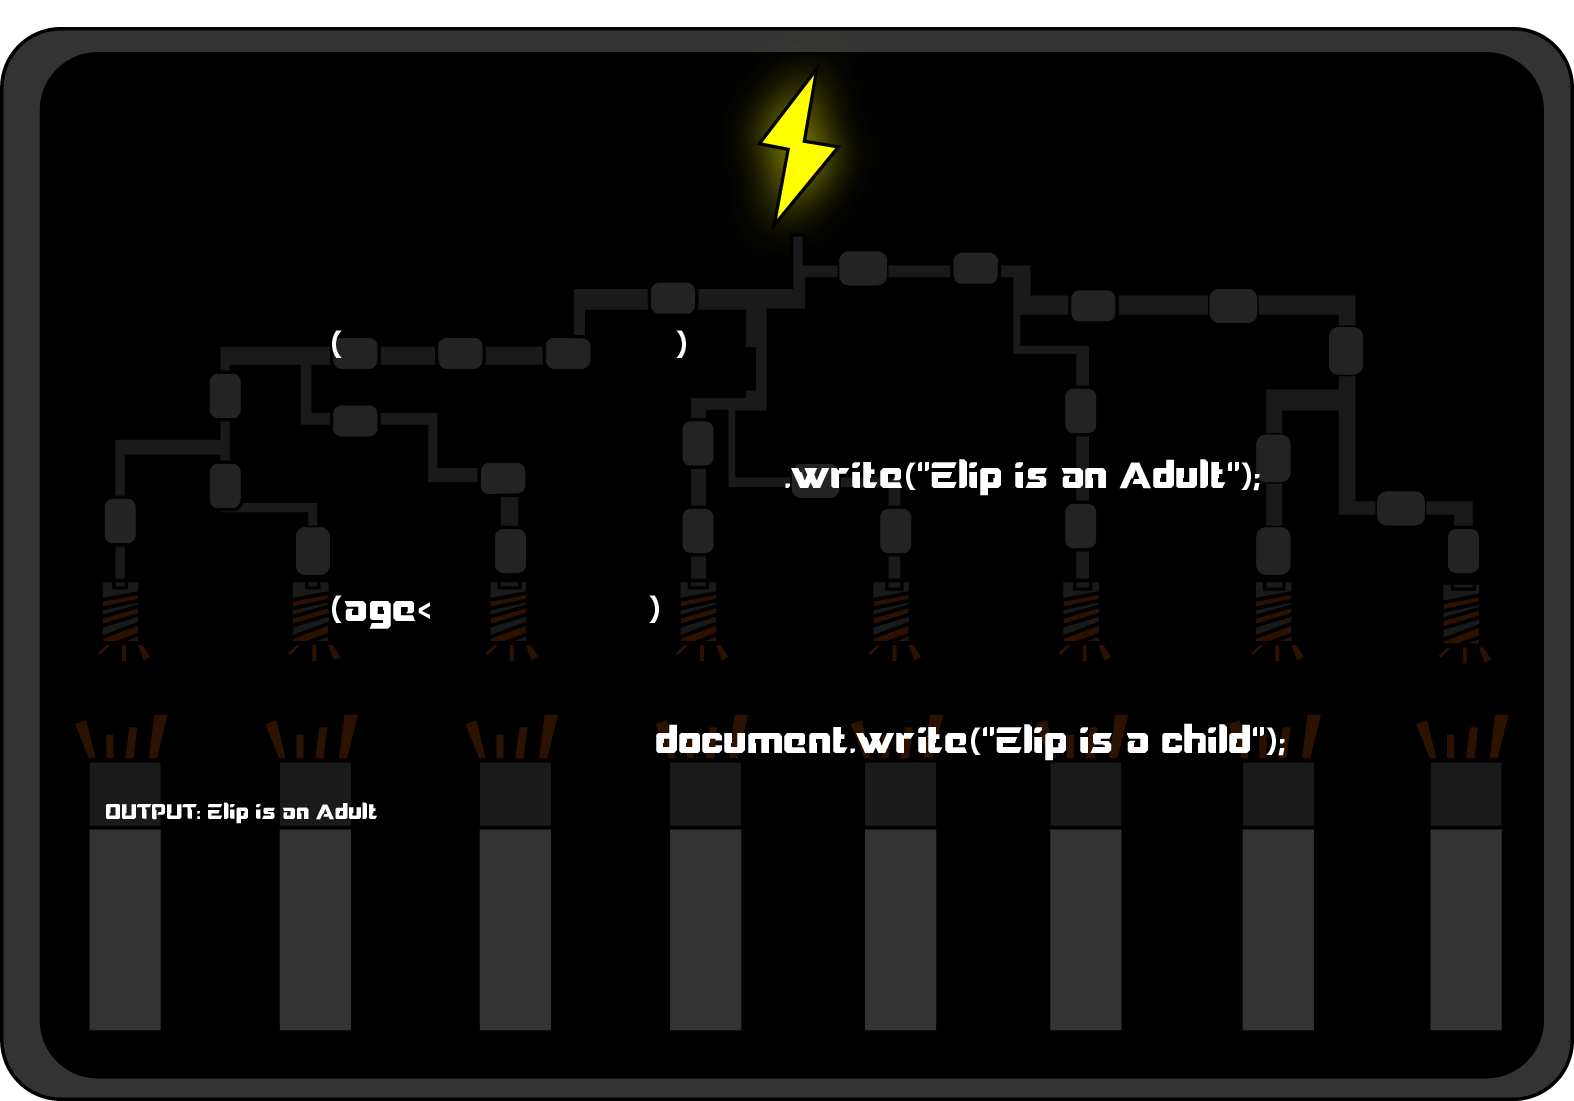 ( )
.write("Elip is an Adult");
(age< )
document.write("Elip is a child");
OUTPUT: Elip is an Adult